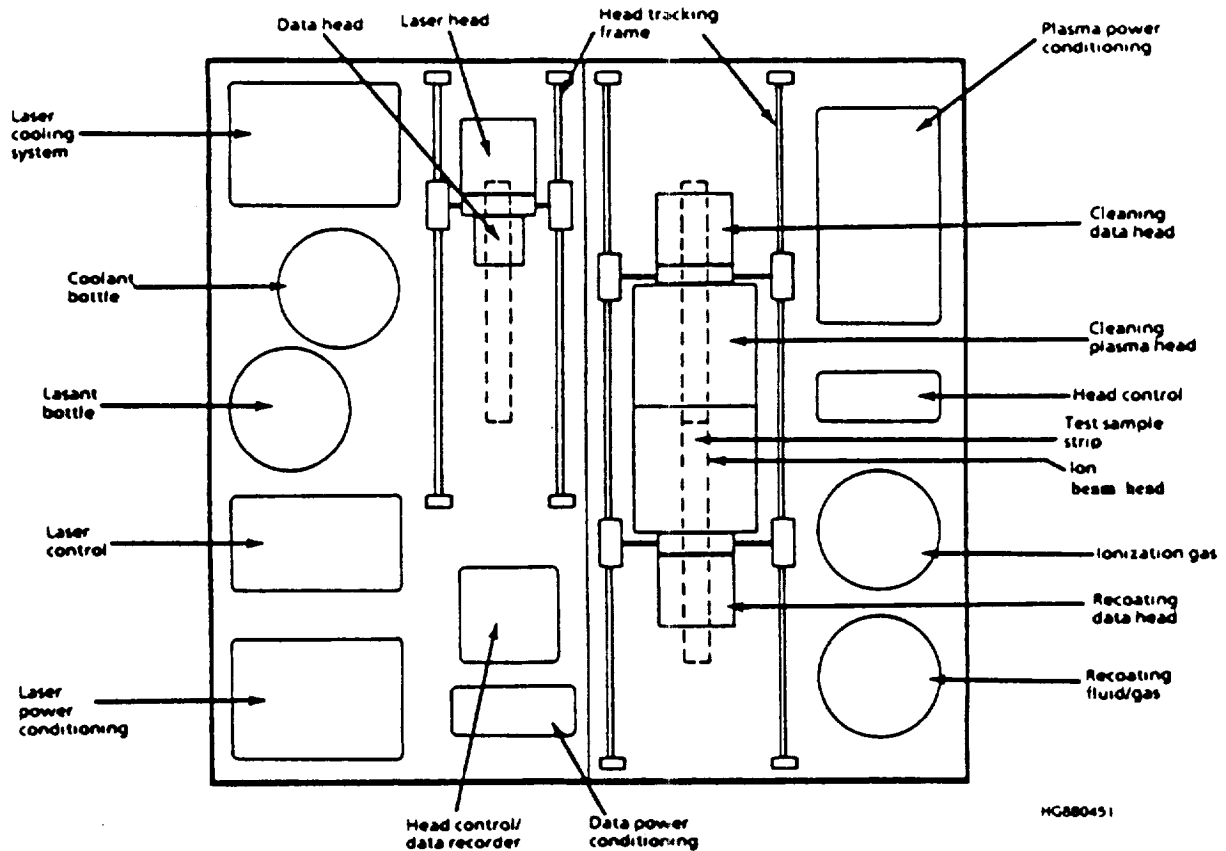 Data head
Laser head
Head tracking
frame
Plasma power
conditioning
Laser
cooling
system
Cleaning
data head
Coolant
bottle
Cleaning
plasma head
Lasant
bottle
Head control
Test sample
strip
Ion
beam head
Laser
control
Ionization gas
Recoating
data head
Laser
power
conditioning
Recoating
fluid/gas
Head control/
data recorder
Data power
conditioning
HG880451